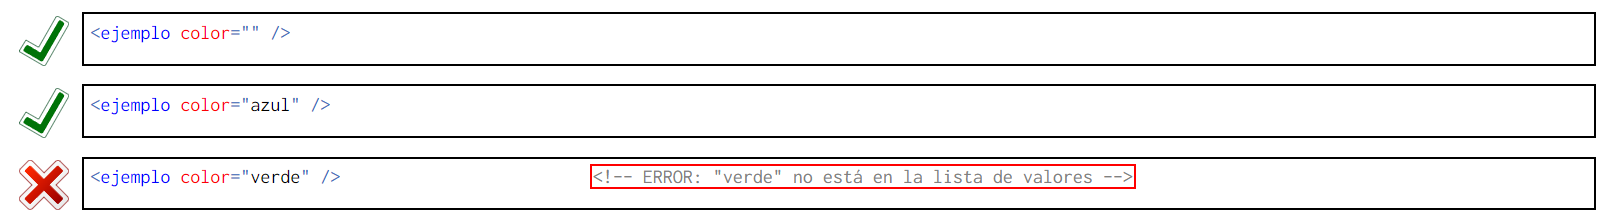 <ejemplo color="" />
<ejemplo color="azul" />
<ejemplo color="verde" /> <!-- ERROR: "verde" no está en la lista de valores -->